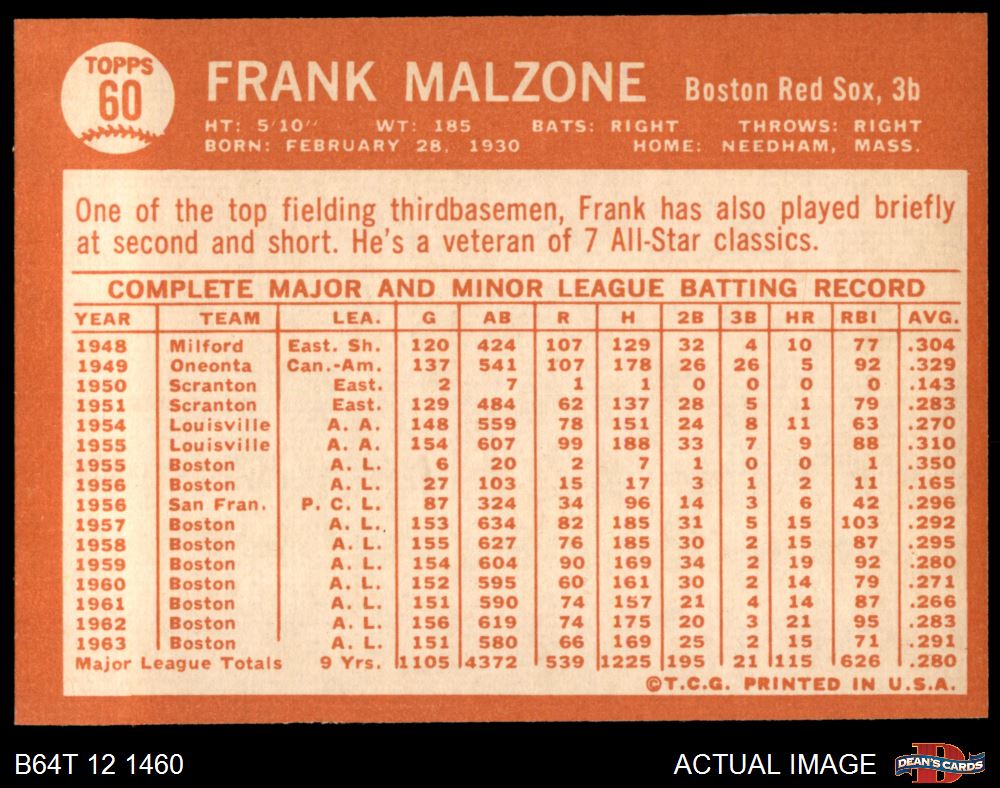 TOPPS
60
FRANK MALZONE Boston Red Sox, 3b
HT: 5'10" WT: 185 BATS: RIGHT THROWS: RIGHT
BORN: FEBRUARY 28, 1930 HOME: NEEDHAM, MASS.
One of the top fielding thirdbasemen, Frank has also played briefly
at second and short. He's a veteran of 7 All-Star classics.
COMPLETE MAJOR AND MINOR LEAGUE BATTING RECORD
YEAR TEAM LEA. G AB R H 2B 3B HR RBI AVG.
1948 Milford East. Sh. 120 424 107 129 32 4 10 77 .304
1949 Oneonta Can.-Am. 137 541 107 178 26 26 5 92 .329
1950 Scranton East. 2 7 1 1 0 0 0 0 .143
1951 Scranton East. 129 484 62 137 28 5 1 79 .283
1954 Louisville A. A. 148 559 78 151 24 8 11 63 .270
1955 Louisville A. A. 154 607 99 188 33 7 9 88 .310
1955 Boston A. L. 6 20 2 7 1 0 0 1 .350
1956 Boston A. L. 27 103 15 17 3 1 2 11 .165
1956 San Fran. P. C. L. 87 324 34 96 14 3 6 42 .296
1957 Boston A. L. 153 634 82 185 31 5 15 103 .292
1958 Boston A. L. 155 627 76 185 30 2 15 87 .295
1959 Boston A. L. 154 604 90 169 34 2 19 92 .280
1960 Boston A. L. 152 595 60 161 30 2 14 79 .271
1961 Boston A. L. 151 590 74 157 21 4 14 87 .266
1962 Boston A. L. 156 619 74 175 20 3 21 95 .283
1963 Boston A. L. 151 580 66 169 25 2 15 71 .291
Major League Totals 9 Yrs. 1105 4372 539 1225 195 21 115 626 .280
©T.C.G. PRINTED IN U.S.A.
B64T 12 1460 ACTUAL IMAGE D DEAN'S CARDS